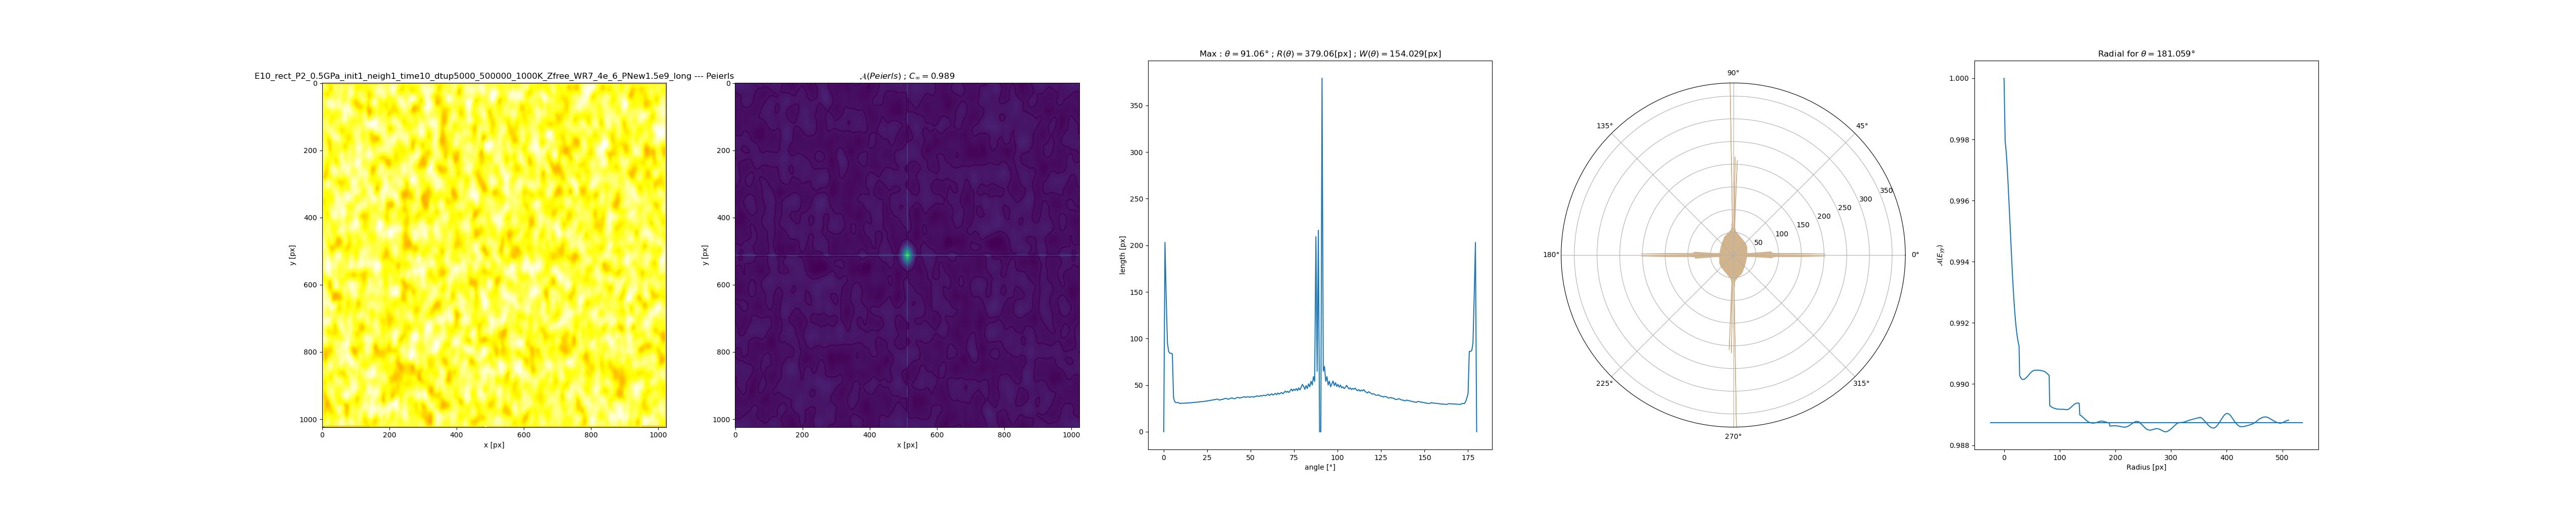 E10_rect_P2_0.5GPa_init1_neigh1_time10_dtup5000_500000_1000K_Zfree_WR7_4e_6_PNew1.5e9_long --- Peierls
0
200
400
600
800
1000
y [px]
0 200 400 600 800 1000
x [px]
𝒜(Peierls) ; C∞ = 0.989
0
200
400
600
800
1000
y [px]
0 200 400 600 800 1000
x [px]
Max : θ = 91.06° ; R(θ) = 379.06[px] ; W(θ) = 154.029[px]
350
300
250
200
150
100
50
0
length [px]
0 25 50 75 100 125 150 175
angle [°]
90°
135° 45°
180° 0°
225° 315°
270°
50 100 150 200 250 300 350
Radial for θ = 181.059°
1.000
0.998
0.996
0.994
0.992
0.990
0.988
𝒜(Eyy)
0 100 200 300 400 500
Radius [px]